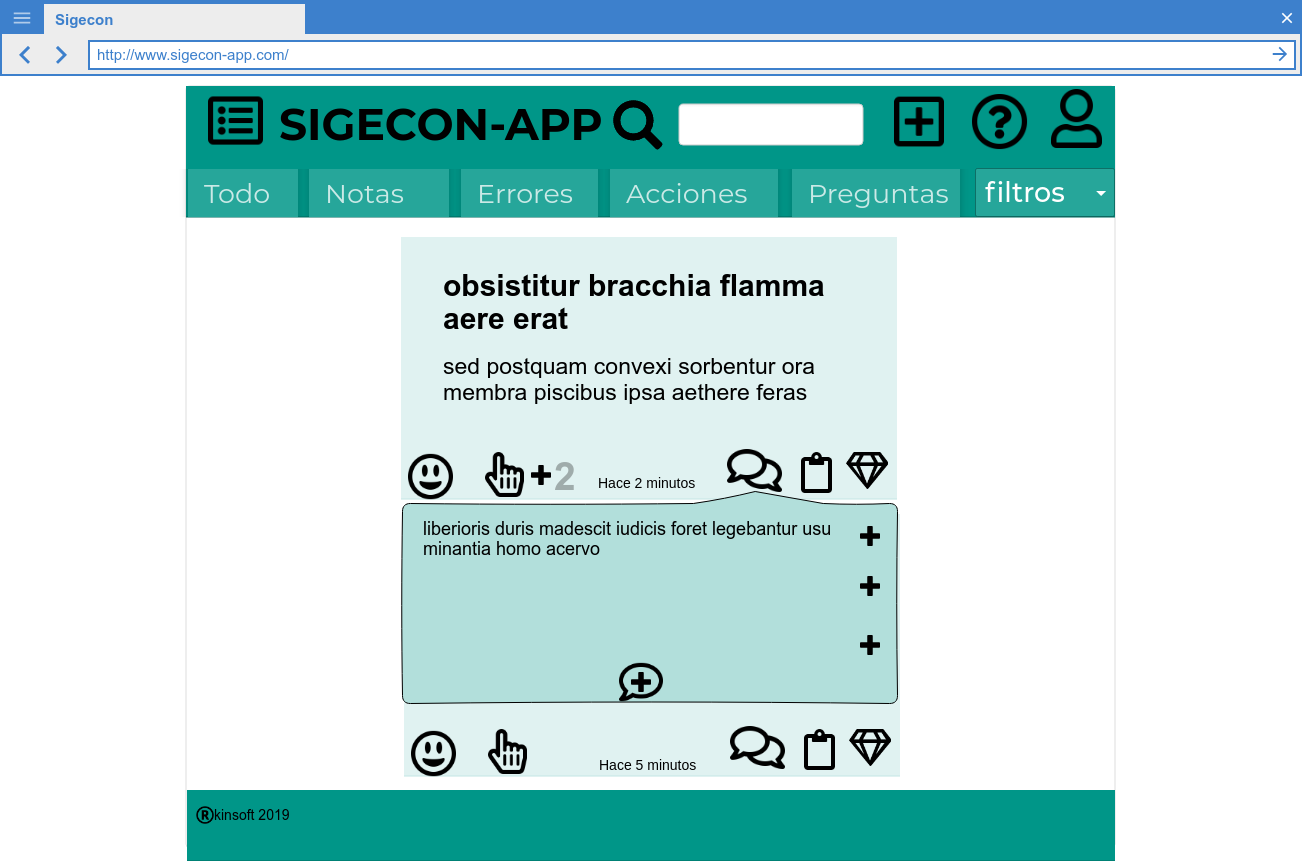 Sigecon
http://www.sigecon-app.com/
SIGECON-APP
Todo Notas Errores Acciones Preguntas filtros
obsistitur bracchia flamma
aere erat
sed postquam convexi sorbentur ora
membra piscibus ipsa aethere feras
+2 Hace 2 minutos
liberioris duris madescit iudicis foret legebantur usu
minantia homo acervo
Hace 5 minutos
®kinsoft 2019